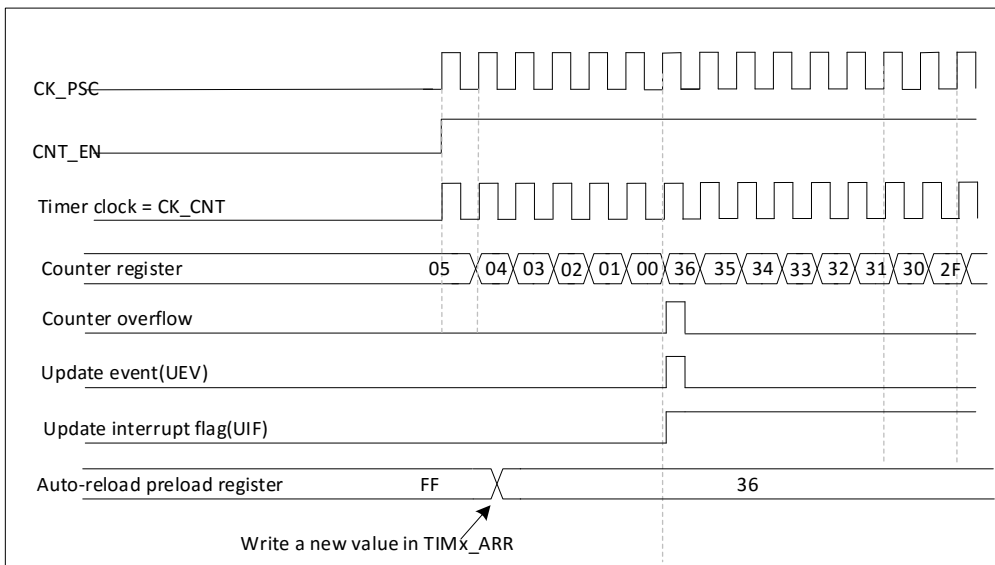 CK_PSC
CNT_EN
Timer clock = CK_CNT
Counter register 05 04 03 02 01 00 36 35 34 33 32 31 30 2F
Counter overflow
Update event(UEV)
Update interrupt flag(UIF)
Auto-reload preload register FF 36
Write a new value in TIMx_ARR